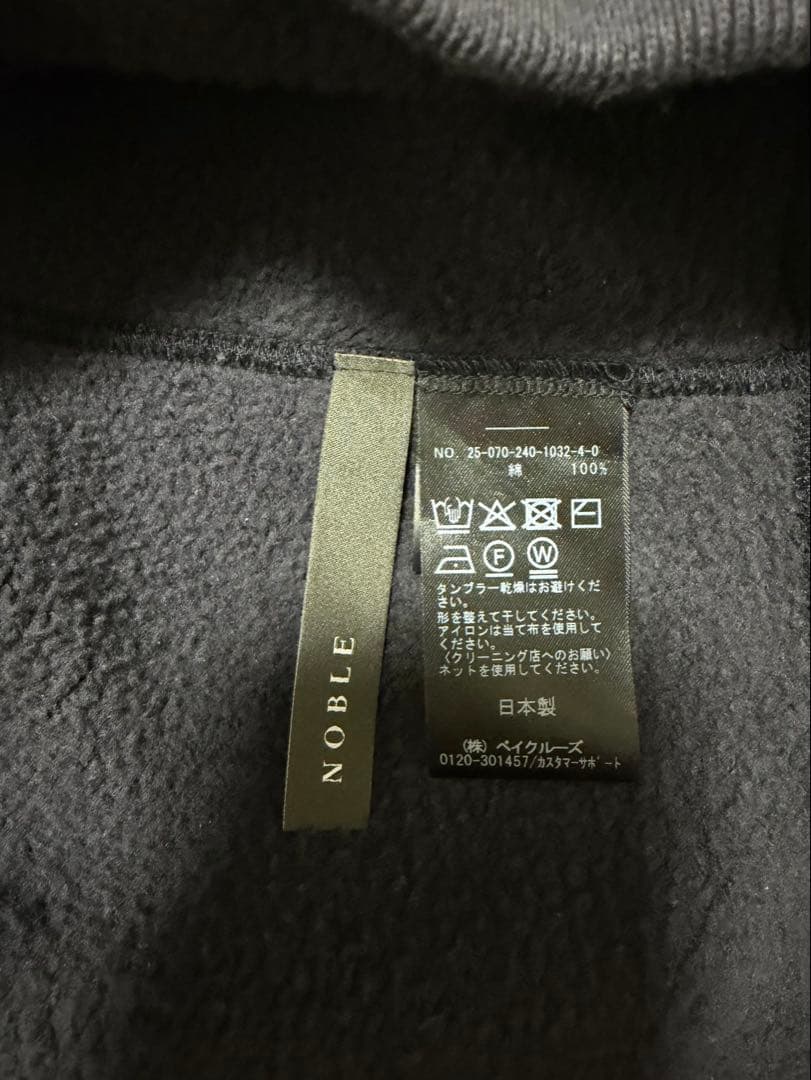 NOBLE
NO. 25-070-240-1032-4-0
綿 100%
F W
タンブラー乾燥はお避けくだ
さい。
形を整えて干してください。
アイロンは当て布を使用して
ください。
〈クリーニング店へのお願い〉
ネットを使用してください。
日本製
(株) ベイクルーズ
0120-301457/カスタマーサポート